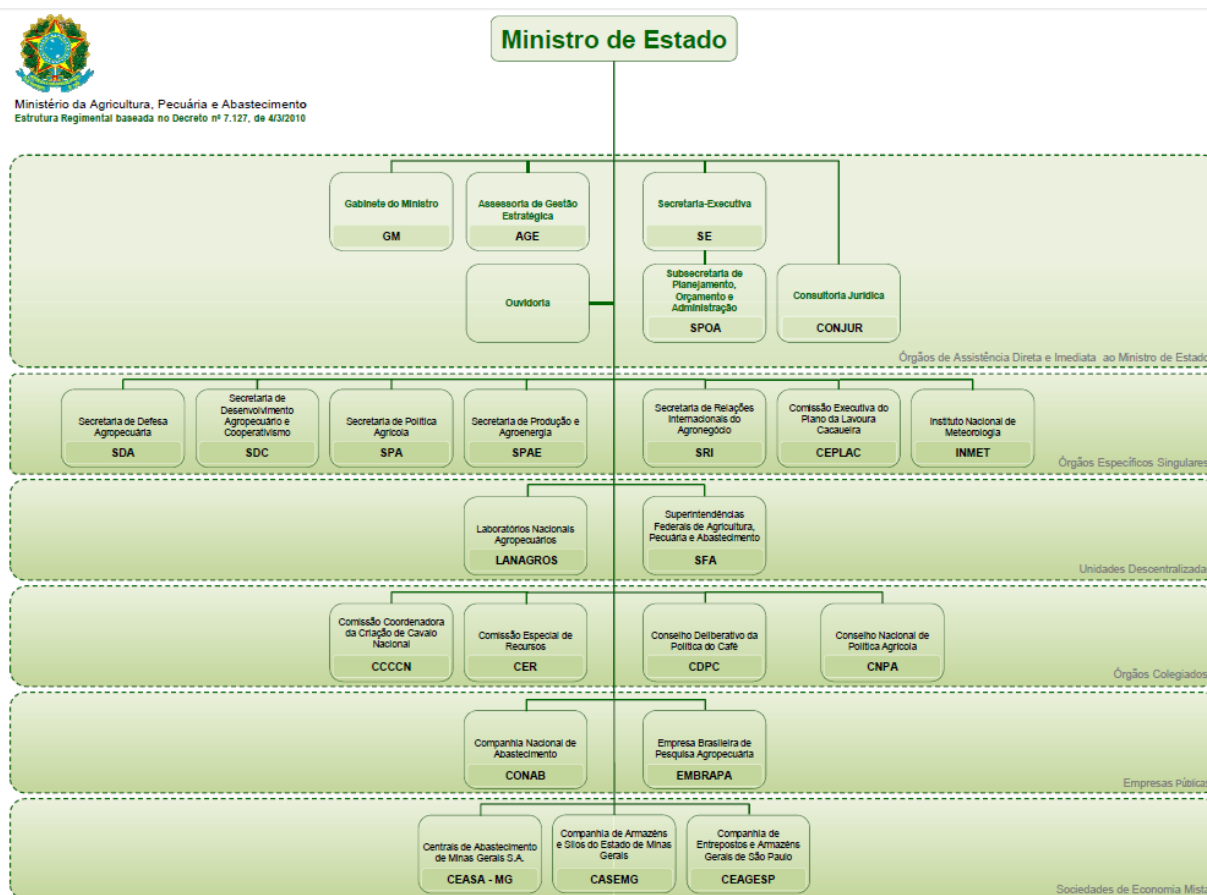 Ministro de Estado
Ministério da Agricultura, Pecuária e Abastecimento
Estrutura Regimental baseada no Decreto nº 7.127, de 4/3/2010
Gabinete do Ministro
GM
Assessoria de Gestão
Estratégica
AGE
Secretaria-Executiva
SE
Ouvidoria
Subsecretaria de
Planejamento,
Orçamento e
Administração
SPOA
Consultoria Jurídica
CONJUR
Órgãos de Assistência Direta e Imediata ao Ministro de Estado
Secretaria de Defesa
Agropecuária
SDA
Secretaria de
Desenvolvimento
Agropecuário e
Cooperativismo
SDC
Secretaria de Política
Agrícola
SPA
Secretaria de Produção e
Agroenergia
SPAE
Secretaria de Relações
Internacionais do
Agronegócio
SRI
Comissão Executiva do
Plano da Lavoura
Cacaueira
CEPLAC
Instituto Nacional de
Meteorologia
INMET
Órgãos Específicos Singulares
Laboratórios Nacionais
Agropecuários
LANAGROS
Superintendências
Federais de Agricultura,
Pecuária e Abastecimento
SFA
Unidades Descentralizada
Comissão Coordenadora
da Criação de Cavalo
Nacional
CCCCN
Comissão Especial de
Recursos
CER
Conselho Deliberativo da
Política do Café
CDPC
Conselho Nacional de
Política Agrícola
CNPA
Órgãos Colegiados
Companhia Nacional de
Abastecimento
CONAB
Empresa Brasileira de
Pesquisa Agropecuária
EMBRAPA
Empresas Pública
Centrais de Abastecimento
de Minas Gerais S.A.
CEASA - MG
Companhia de Armazéns
e Silos do Estado de Minas
Gerais
CASEMG
Companhia de
Entrepostos e Armazéns
Gerais de São Paulo
CEAGESP
Sociedades de Economia Mista